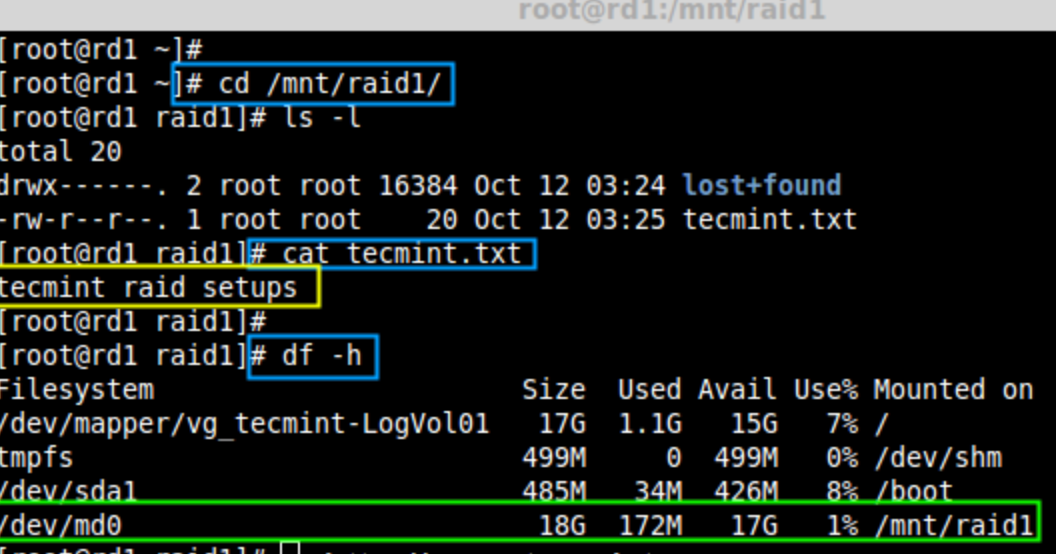 root@rd1:/mnt/raid1
[root@rd1 ~]#
[root@rd1 ~]# cd /mnt/raid1/
[root@rd1 raid1]# ls -l
total 20
drwx------. 2 root root 16384 Oct 12 03:24 lost+found
-rw-r--r--. 1 root root    20 Oct 12 03:25 tecmint.txt
[root@rd1 raid1]# cat tecmint.txt
tecmint raid setups
[root@rd1 raid1]#
[root@rd1 raid1]# df -h
Filesystem                       Size  Used Avail Use% Mounted on
/dev/mapper/vg_tecmint-LogVol01   17G  1.1G   15G   7% /
tmpfs                            499M     0  499M   0% /dev/shm
/dev/sda1                        485M   34M  426M   8% /boot
/dev/md0                          18G  172M   17G   1% /mnt/raid1
[root@rd1 raid1]#